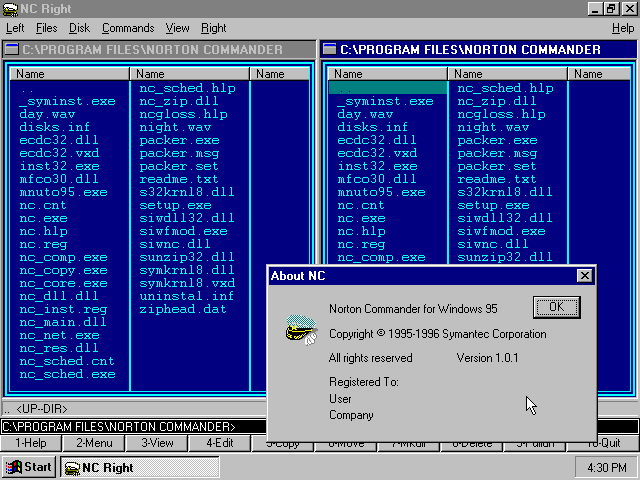 NC Right
Left Files Disk Commands View Right Help
C:\PROGRAM FILES\NORTON COMMANDER
Name Name Name
..
_syminst.exe
day.wav
disks.inf
ecdc32.dll
ecdc32.vxd
inst32.exe
mfco30.dll
mnuto95.exe
nc.cnt
nc.exe
nc.hlp
nc.reg
nc_comp.exe
nc_copy.exe
nc_core.exe
nc_dll.dll
nc_inst.reg
nc_main.dll
nc_net.exe
nc_res.dll
nc_sched.cnt
nc_sched.exe
nc_sched.hlp
nc_zip.dll
ncgloss.hlp
night.wav
packer.exe
packer.msg
packer.set
readme.txt
s32krnl8.dll
setup.exe
siwdll32.dll
siwfmod.exe
siwnc.dll
sunzip32.dll
symkrnl8.dll
symkrnl8.vxd
uninstal.inf
ziphead.dat
C:\PROGRAM FILES\NORTON COMMANDER
Name Name Name
..
_syminst.exe
day.wav
disks.inf
ecdc32.dll
ecdc32.vxd
inst32.exe
mfco30.dll
mnuto95.exe
nc.cnt
nc.exe
nc.hlp
nc.reg
nc_comp.exe
nc_sched.hlp
nc_zip.dll
ncgloss.hlp
night.wav
packer.exe
packer.msg
packer.set
readme.txt
s32krnl8.dll
setup.exe
siwdll32.dll
siwfmod.exe
siwnc.dll
sunzip32.dll
About NC
Norton Commander for Windows 95
OK
Copyright © 1995-1996 Symantec Corporation
All rights reserved Version 1.0.1
Registered To:
User
Company
.. <UP--DIR>
C:\PROGRAM FILES\NORTON COMMANDER>
1-Help 2-Menu 3-View 4-Edit 5-Copy 6-Move 7-Mkdir 8-Delete 9-Pulldn 10-Quit
Start NC Right 4:30 PM